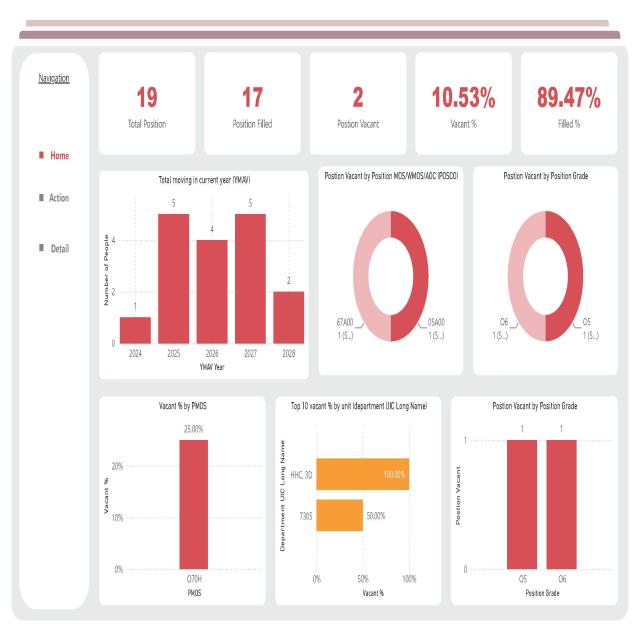 Navigation
Home
Action
Detail
19
Total Position
17
Position Filled
2
Postion Vacant
10.53%
Vacant %
89.47%
Filled %
Total moving in current year (YMAV)
Number of People
0
2
4
1
5
4
5
2
2024
2025
2026
2027
2028
YMAV Year
Postion Vacant by Position MOS/WMOS/AOC (POSCO)
67A00
1 (5...)
05A00
1 (5...)
Postion Vacant by Position Grade
O6
1 (5...)
O5
1 (5...)
Vacant % by PMOS
Vacant %
20%
10%
0%
25.00%
O70H
PMOS
Top 10 vacant % by unit (department UIC Long Name)
Department UIC Long Name
HHC, 3D
100.00%
7305
50.00%
0%
50%
100%
Vacant %
Postion Vacant by Position Grade
Postion Vacant
1
0
1
1
O5
O6
Position Grade